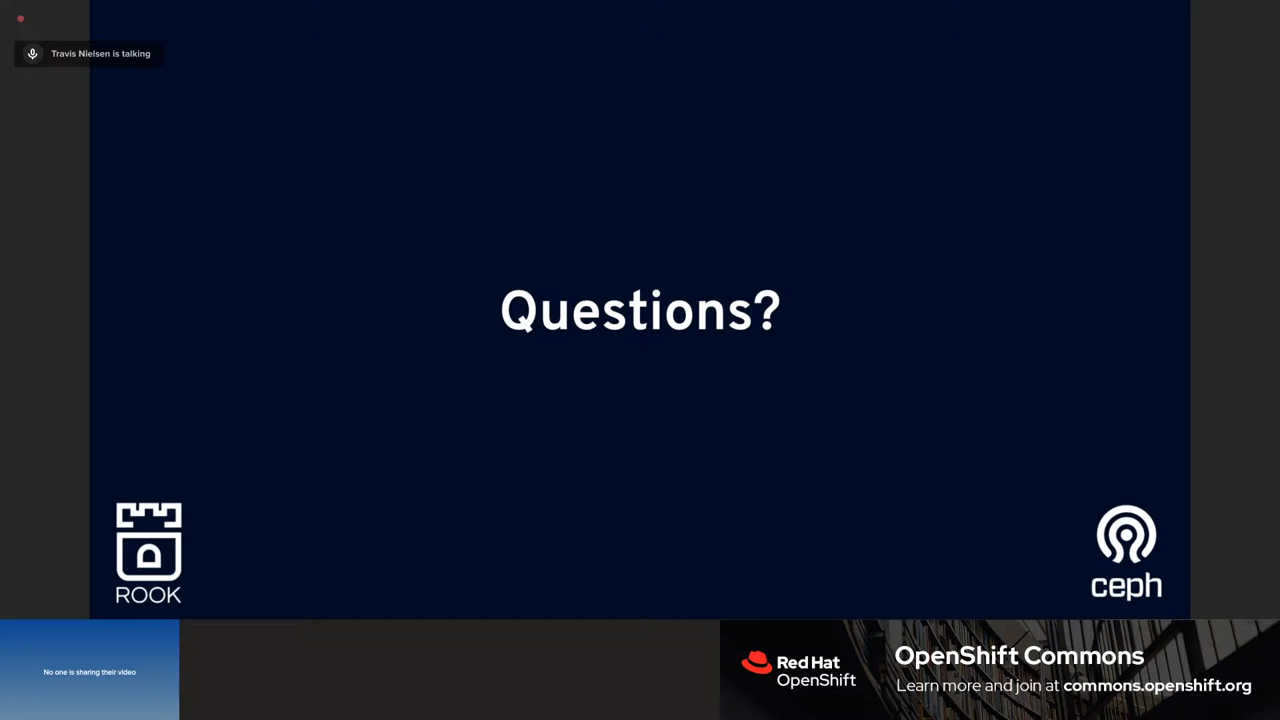 Travis Nielsen is talking
Questions?
ROOK
ceph
No one is sharing their video
Red Hat
OpenShift
OpenShift Commons
Learn more and join at commons.openshift.org